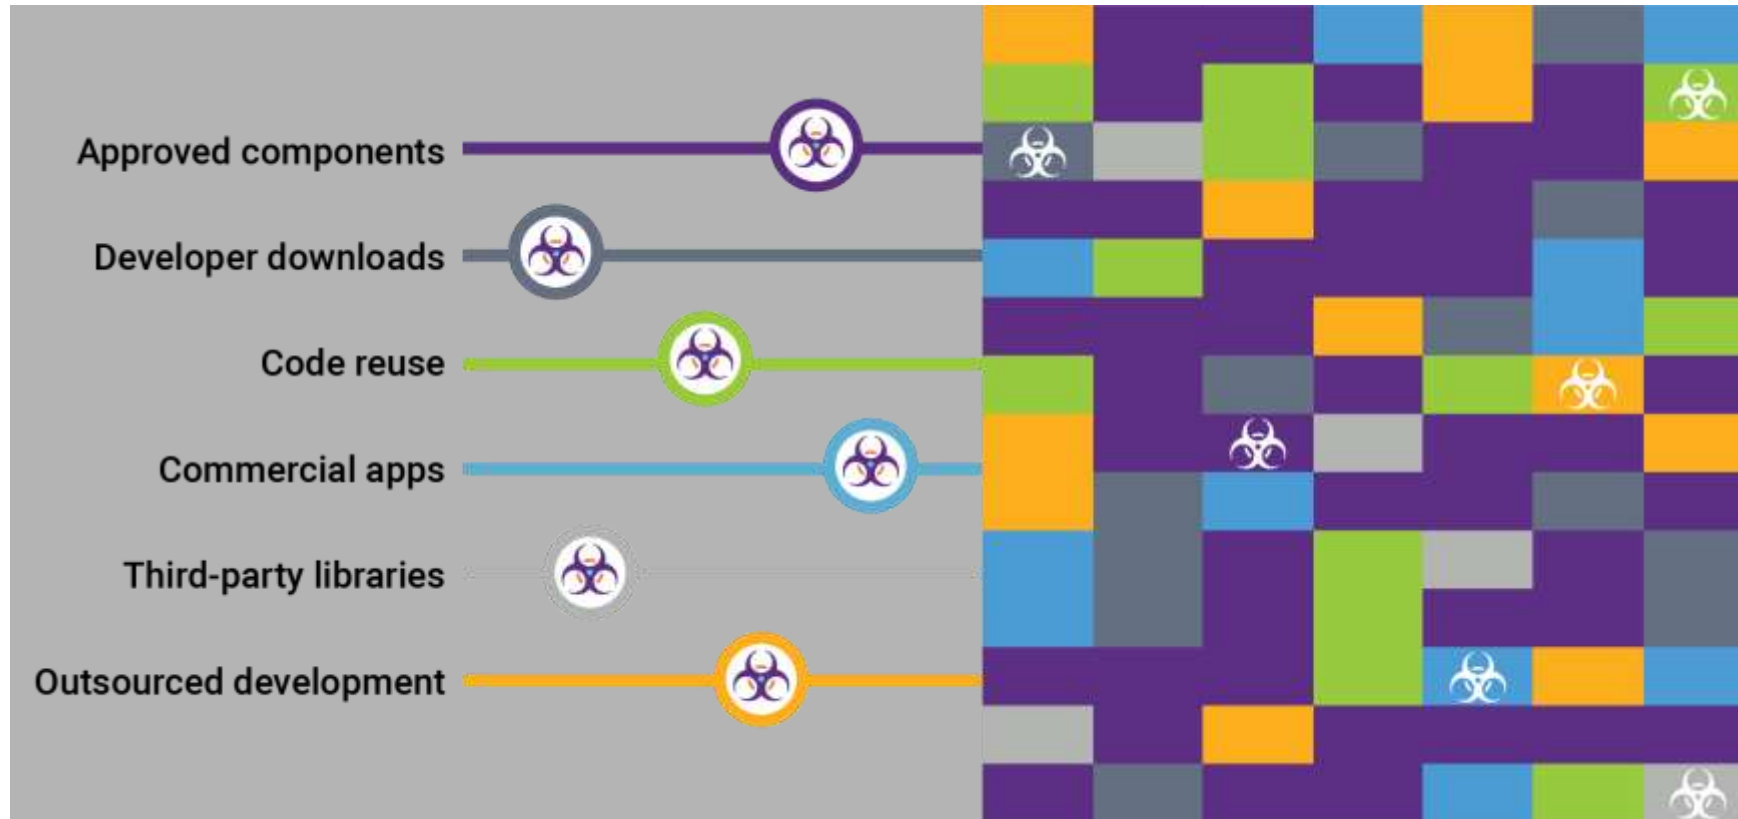 Approved components
Developer downloads
Code reuse
Commercial apps
Third-party libraries
Outsourced development